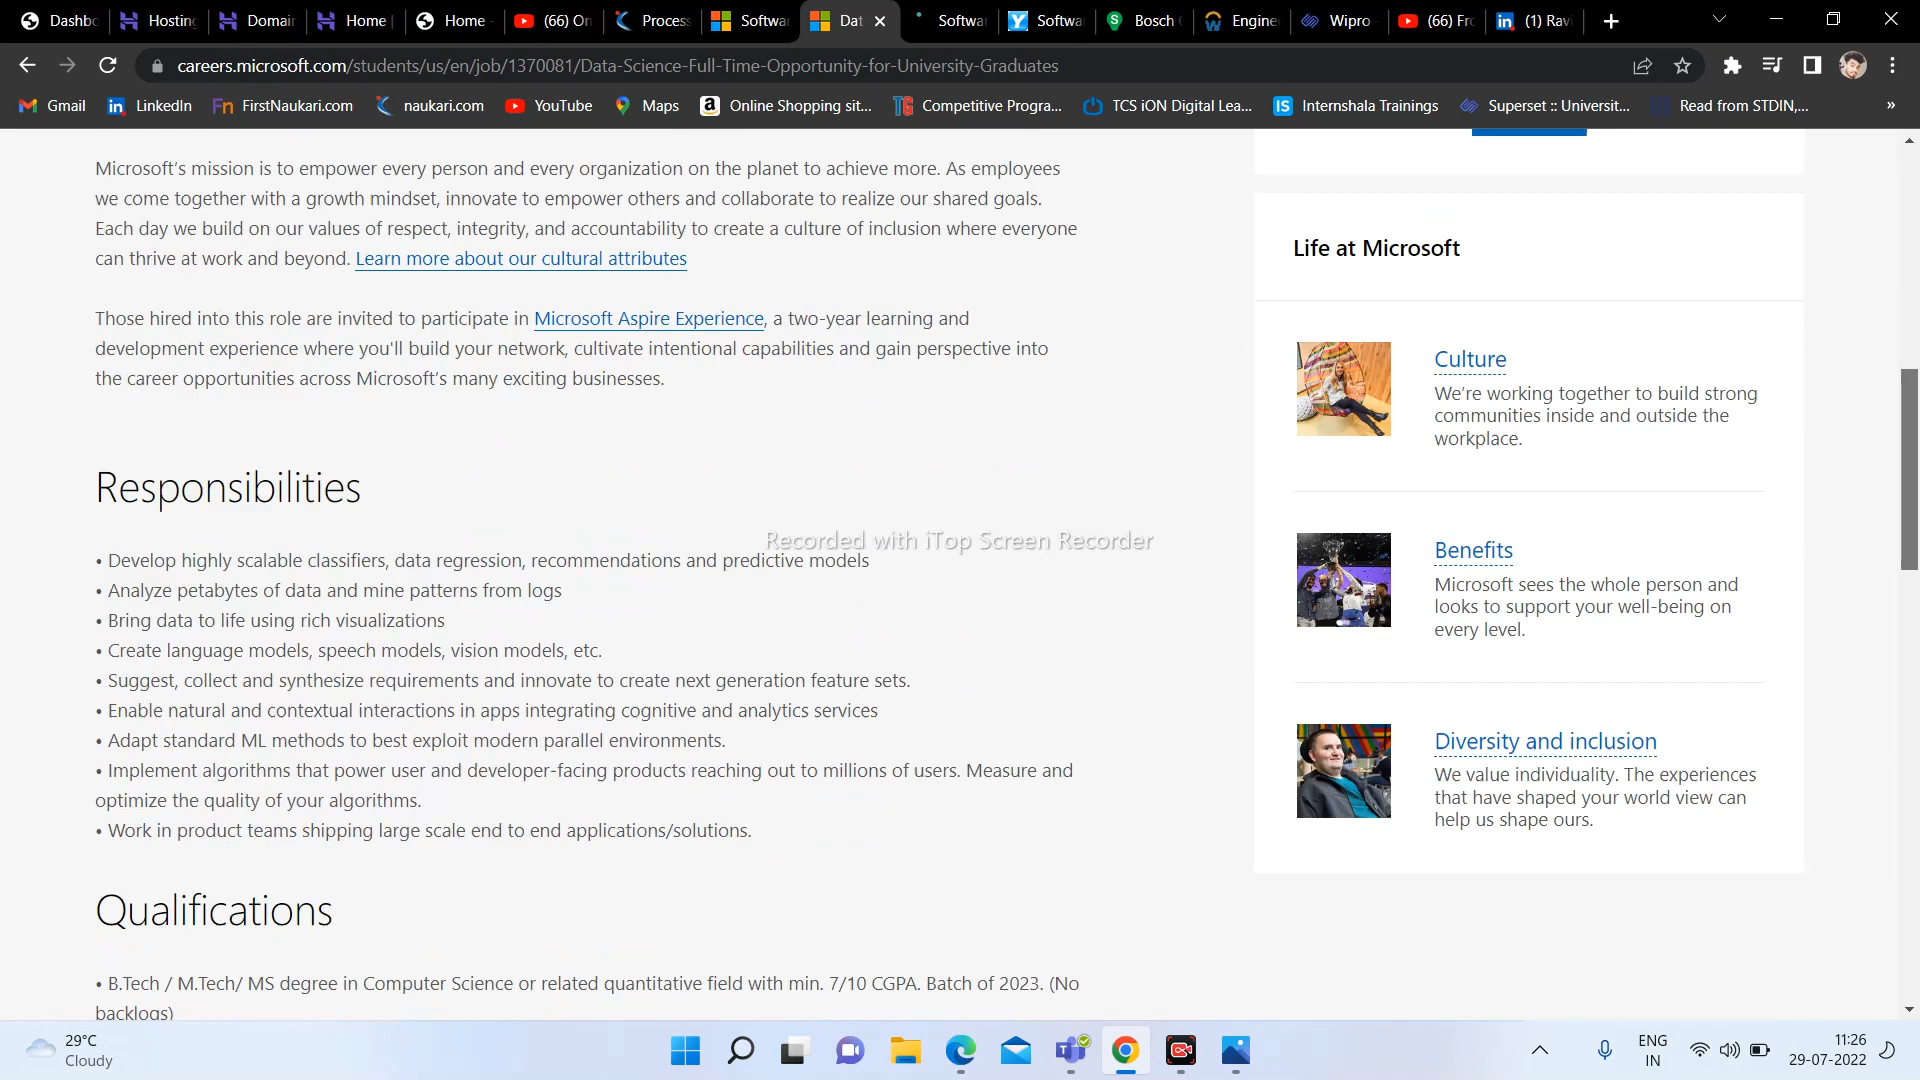 Dashbo
Hosting
Domain
Home
Home -
(66) On
Process
Softwar
Dat
Softwar
Softwa
Bosch
Engine
Wipro
(66) Fr
(1) Rav
careers.microsoft.com/students/us/en/job/1370081/Data-Science-Full-Time-Opportunity-for-University-Graduates
Gmail
LinkedIn
FirstNaukari.com
naukari.com
YouTube
Maps
Online Shopping sit...
Competitive Progra...
TCS iON Digital Lea...
Internshala Trainings
Superset :: Universit...
Read from STDIN,...
»
Microsoft’s mission is to empower every person and every organization on the planet to achieve more. As employees
we come together with a growth mindset, innovate to empower others and collaborate to realize our shared goals.
Each day we build on our values of respect, integrity, and accountability to create a culture of inclusion where everyone
can thrive at work and beyond. Learn more about our cultural attributes
Those hired into this role are invited to participate in Microsoft Aspire Experience, a two-year learning and
development experience where you'll build your network, cultivate intentional capabilities and gain perspective into
the career opportunities across Microsoft’s many exciting businesses.
Responsibilities
Recorded with iTop Screen Recorder
• Develop highly scalable classifiers, data regression, recommendations and predictive models
• Analyze petabytes of data and mine patterns from logs
• Bring data to life using rich visualizations
• Create language models, speech models, vision models, etc.
• Suggest, collect and synthesize requirements and innovate to create next generation feature sets.
• Enable natural and contextual interactions in apps integrating cognitive and analytics services
• Adapt standard ML methods to best exploit modern parallel environments.
• Implement algorithms that power user and developer-facing products reaching out to millions of users. Measure and
optimize the quality of your algorithms.
• Work in product teams shipping large scale end to end applications/solutions.
Qualifications
• B.Tech / M.Tech/ MS degree in Computer Science or related quantitative field with min. 7/10 CGPA. Batch of 2023. (No
backlogs)
Life at Microsoft
Culture
We’re working together to build strong
communities inside and outside the
workplace.
Benefits
Microsoft sees the whole person and
looks to support your well-being on
every level.
Diversity and inclusion
We value individuality. The experiences
that have shaped your world view can
help us shape ours.
29°C
Cloudy
ENG
IN
11:26
29-07-2022